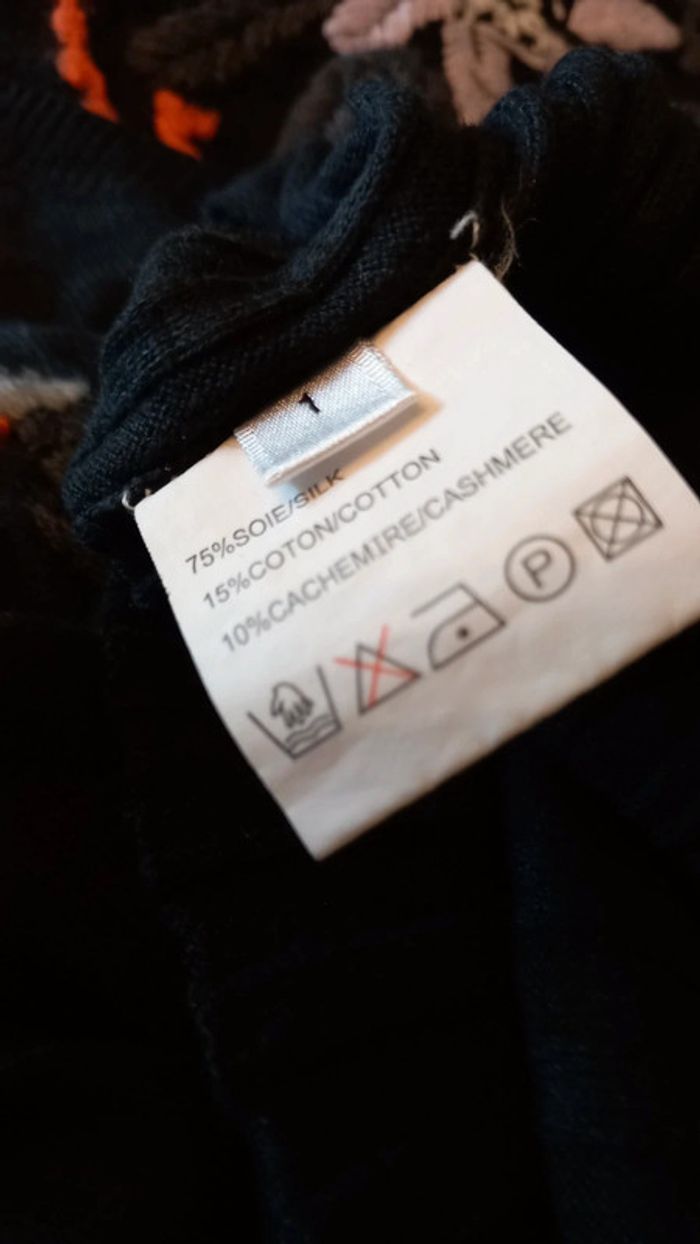 1
75%SOIE/SILK
15%COTON/COTTON
10%CACHEMIRE/CASHMERE
P